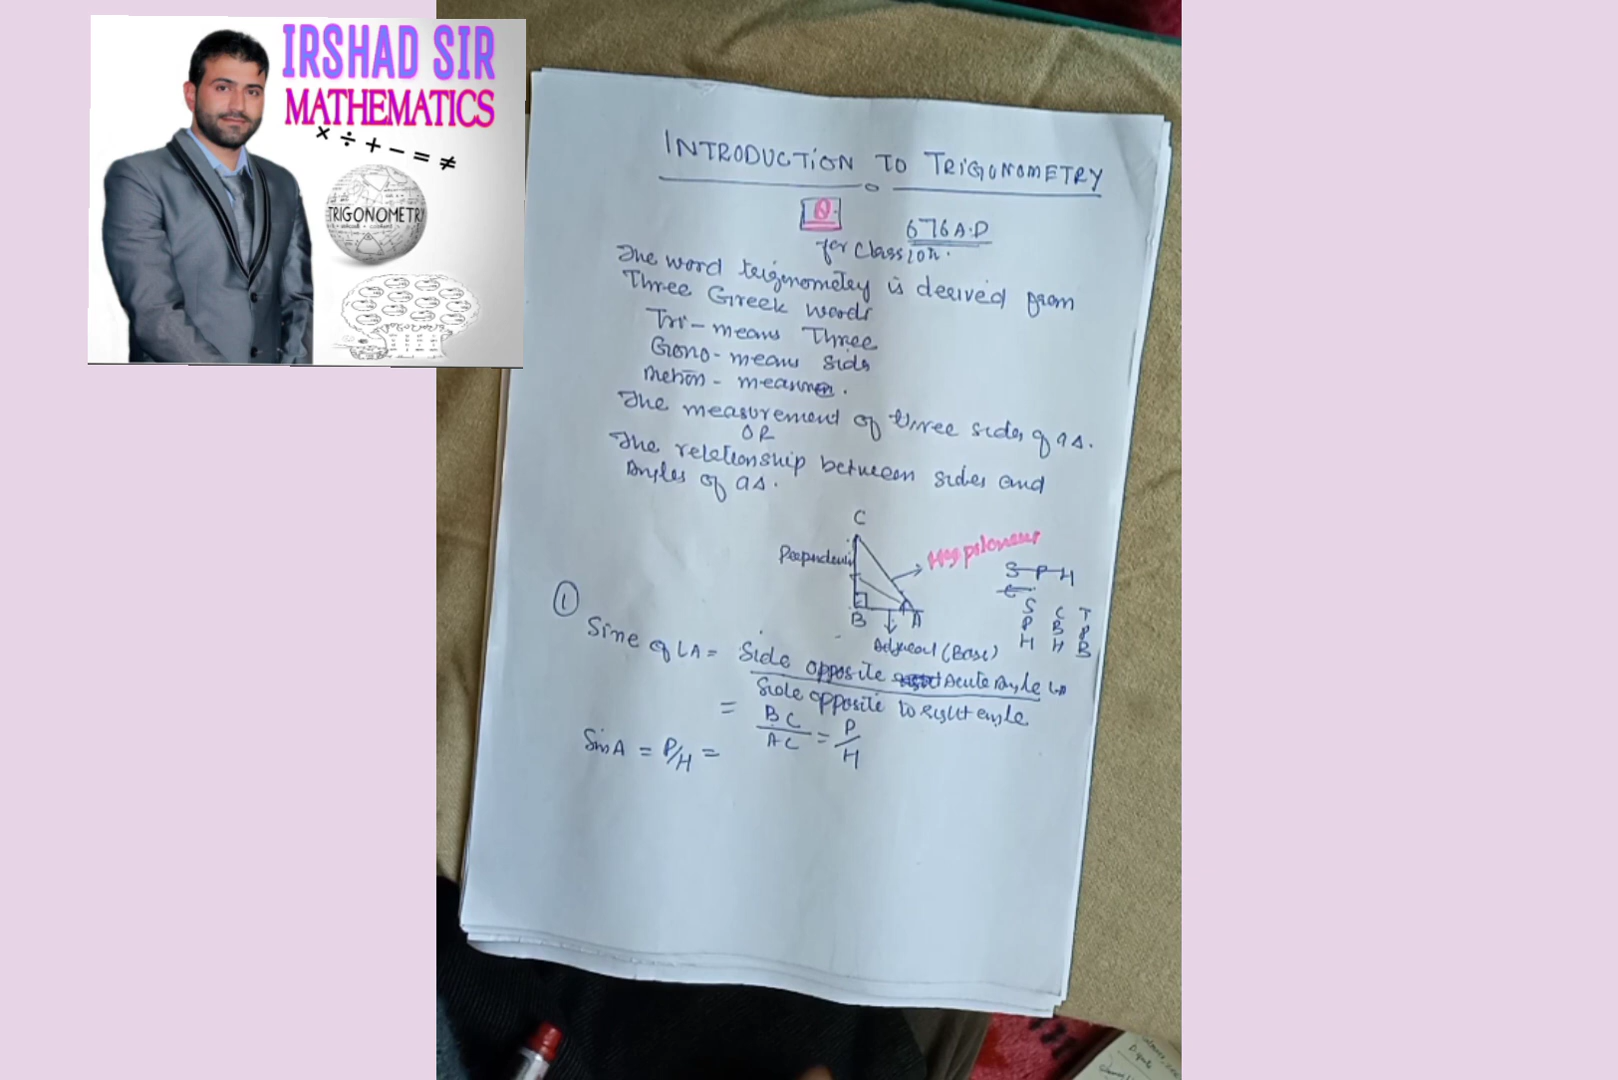 IRSHAD SIR
MATHEMATICS
× ÷ + − = ≠
TRIGONOMETRY
INTRODUCTION TO TRIGONOMETRY
Q.
676 A.D
for Class 10th.
The word trigonometry is derived from
Three Greek words
Tri - means Three
Gono - means side
Metron - measure.
The measurement of three sides of a Δ.
OR
The relationship between sides and
Angles of a Δ.
C
Perpendicular
B
A
Adjacent (Base)
S P H
S C T
P B P
H H B
①
Sine of ∠A = Side opposite Acute Angle
Side opposite to right angle
= BC/AC = P/H
Sin A = P/H =